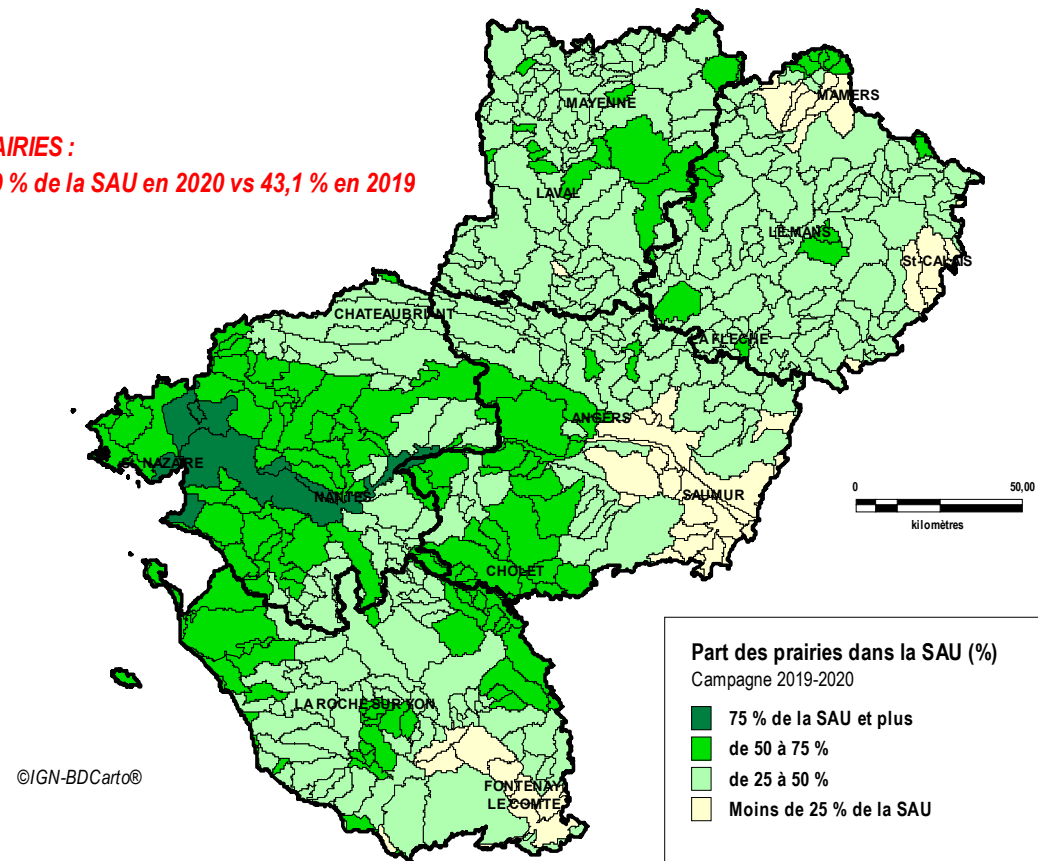 AIRIES :
% de la SAU en 2020 vs 43,1 % en 2019
MAYENNE
MAMERS
LAVAL
LE MANS
St-CALAIS
CHATEAUBRIANT
LA FLECHE
ANGERS
St. NAZAIRE
NANTES
SAUMUR
0 50,00
kilomètres
CHOLET
LA ROCHE SUR YON
FONTENAY
LE COMTE
Part des prairies dans la SAU (%)
Campagne 2019-2020
75 % de la SAU et plus
de 50 à 75 %
de 25 à 50 %
Moins de 25 % de la SAU
©IGN-BDCarto®